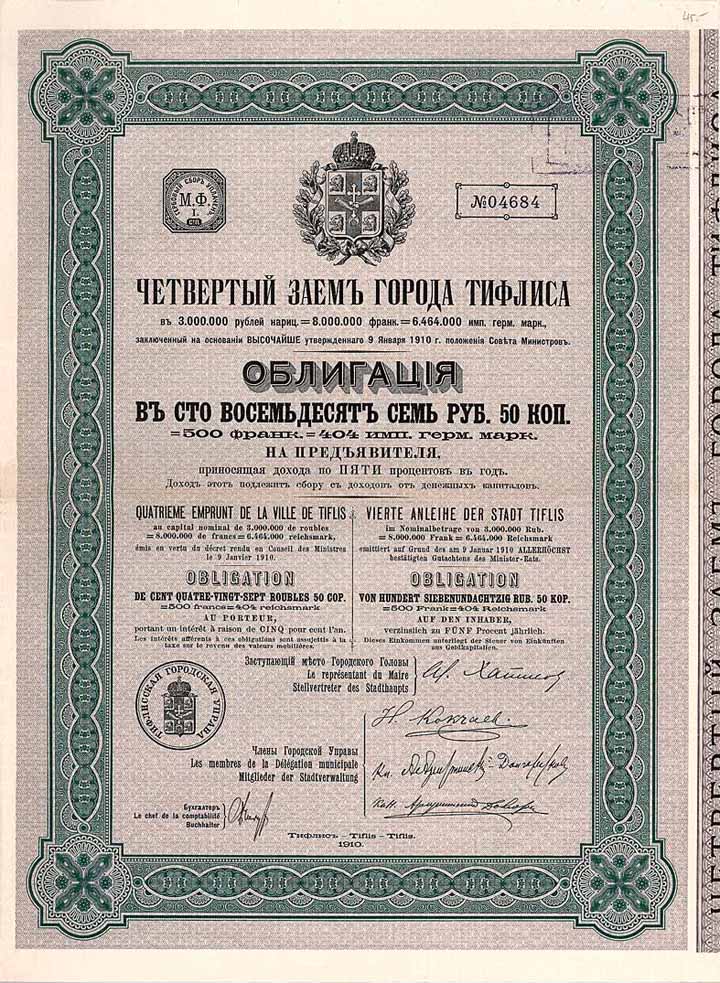 45.-
ГЕРБОВЫЙ СБОРЪ УПЛАЧЕНЪ
М.Ф.
I.
СПБ
№04684
ЧЕТВЕРТЫЙ ЗАЕМЪ ГОРОДА ТИФЛИСА
въ 3.000.000 рублей нариц.=8.000.000 франк.=6.464.000 имп. герм. марк.,
заключенный на основаніи ВЫСОЧАЙШЕ утвержденнаго 9 Января 1910 г. положенія Совѣта Министровъ.
ОБЛИГАЦІЯ
ВЪ СТО ВОСЕМЬДЕСЯТЪ СЕМЬ РУБ. 50 КОП.
=500 франк.=404 имп. герм. марк.
НА ПРЕДЪЯВИТЕЛЯ,
приносящая дохода по ПЯТИ процентовъ въ годъ.
Доходъ этотъ подлежитъ сбору съ доходовъ отъ денежныхъ капиталовъ.
QUATRIEME EMPRUNT DE LA VILLE DE TIFLIS
au capital nominal de 3.000.000 de roubles
=8.000.000 de francs=6.464.000 reichsmark,
émis en vertu du décret rendu en Conseil des Ministres
le 9 Janvier 1910.
OBLIGATION
DE CENT QUATRE-VINGT-SEPT ROUBLES 50 COP.
=500 francs=404 reichsmark
AU PORTEUR,
portant un intérêt à raison de CINQ pour cent l'an.
Les intérêts afférents à ces obligations sont assujettis à la
taxe sur le revenu des valeurs mobilières.
VIERTE ANLEIHE DER STADT TIFLIS
im Nominalbetrage von 3.000.000 Rub.
=8.000.000 Frank=6.464.000 Reichsmark
emittiert auf Grund des am 9 Januar 1910 ALLERHÖCHST
bestätigten Gutachtens des Minister-Rats.
OBLIGATION
VON HUNDERT SIEBENUNDACHTZIG RUB. 50 KOP.
=500 Frank=404 Reichsmark
AUF DEN INHABER,
verzinslich zu FÜNF Procent jährlich.
Dieses Einkommen unterliegt der Steuer von Einkünften
aus Geldkapitalien.
Заступающій мѣсто Городского Головы
Le représentant du Maire
Stellvertreter des Stadthaupts
ТИФЛИССКАЯ ГОРОДСКАЯ УПРАВА
Члены Городской Управы
Les membres de la Délégation municipale
Mitglieder der Stadtverwaltung
Бухгалтеръ
Le chef de la comptabilité
Buchhalter
Тифлисъ – Tiflis – Tiflis.
1910.
ЧЕТВЕРТЫЙ ЗАЕМЪ ГОРОДА ТИФЛИСА